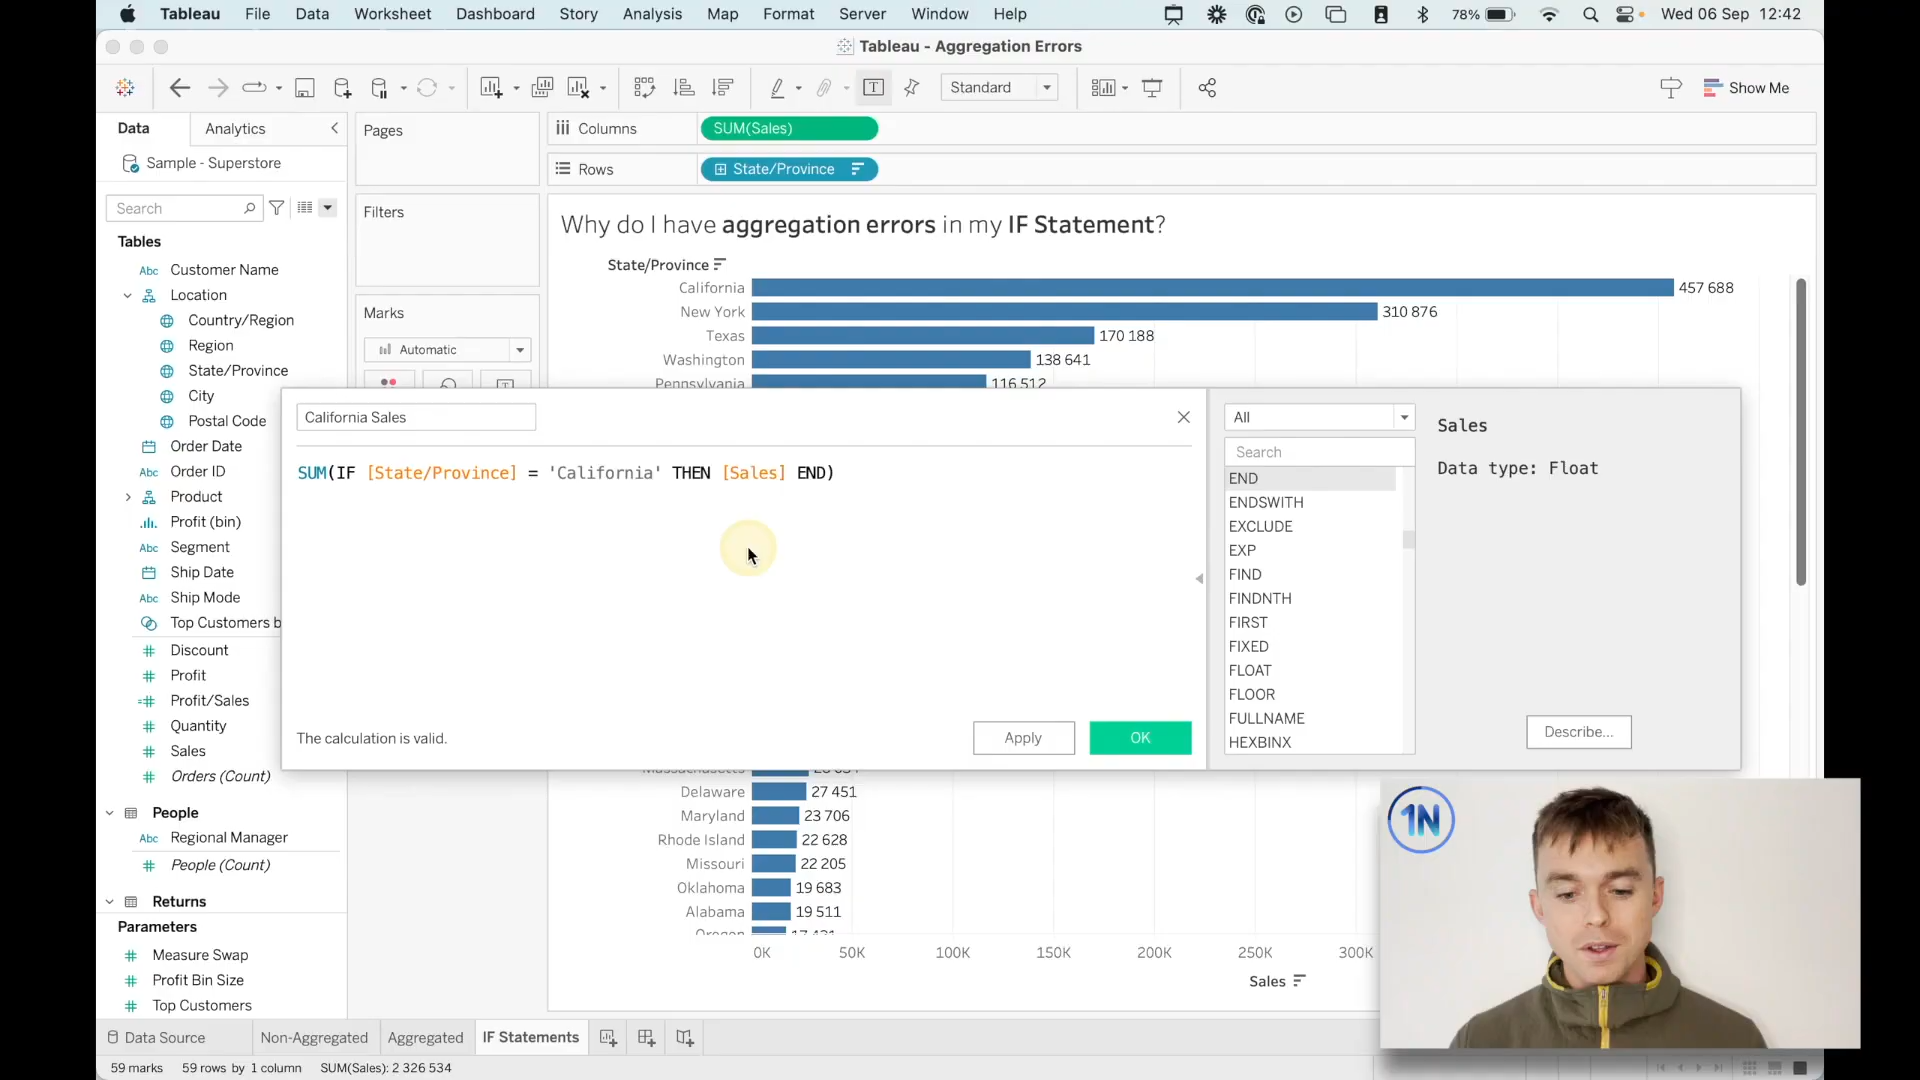 Tableau File Data Worksheet Dashboard Story Analysis Map Format Server Window Help 78% Wed 06 Sep 12:42
Tableau - Aggregation Errors
Standard
Show Me
Data Analytics
Sample - Superstore
Search
Tables
Abc Customer Name
Location
Country/Region
Region
State/Province
City
Postal Code
Order Date
Abc Order ID
Product
Profit (bin)
Abc Segment
Ship Date
Abc Ship Mode
Top Customers b
Discount
Profit
Profit/Sales
Quantity
Sales
Orders (Count)
People
Abc Regional Manager
People (Count)
Returns
Parameters
Measure Swap
Profit Bin Size
Top Customers
Pages
Filters
Marks
Automatic
Columns SUM(Sales)
Rows State/Province
Why do I have aggregation errors in my IF Statement?
State/Province
California 457 688
New York 310 876
Texas 170 188
Washington 138 641
Pennsylvania 116 512
California Sales
SUM(IF [State/Province] = 'California' THEN [Sales] END)
The calculation is valid.
Apply
OK
All
Search
END
ENDSWITH
EXCLUDE
EXP
FIND
FINDNTH
FIRST
FIXED
FLOAT
FLOOR
FULLNAME
HEXBINX
Sales
Data type: Float
Describe...
Massachusetts
Delaware 27 451
Maryland 23 706
Rhode Island 22 628
Missouri 22 205
Oklahoma 19 683
Alabama 19 511
Oregon 17 431
0K 50K 100K 150K 200K 250K 300K
Sales
1N
Data Source Non-Aggregated Aggregated IF Statements
59 marks 59 rows by 1 column SUM(Sales): 2 326 534